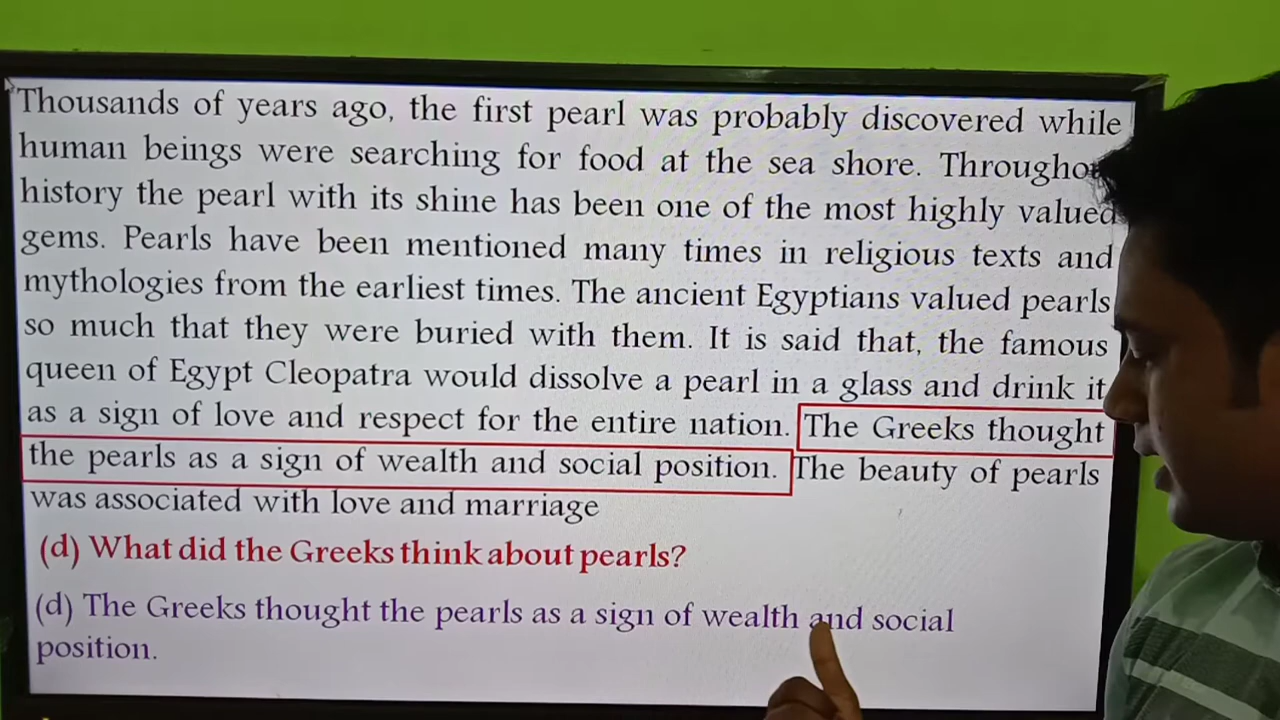 Thousands of years ago, the first pearl was probably discovered while
human beings were searching for food at the sea shore. Throughou
history the pearl with its shine has been one of the most highly valued
gems. Pearls have been mentioned many times in religious texts and
mythologies from the earliest times. The ancient Egyptians valued pearls
so much that they were buried with them. It is said that, the famous
queen of Egypt Cleopatra would dissolve a pearl in a glass and drink it
as a sign of love and respect for the entire nation. The Greeks thought
the pearls as a sign of wealth and social position. The beauty of pearls
was associated with love and marriage
(d) What did the Greeks think about pearls?
(d) The Greeks thought the pearls as a sign of wealth and social
position.